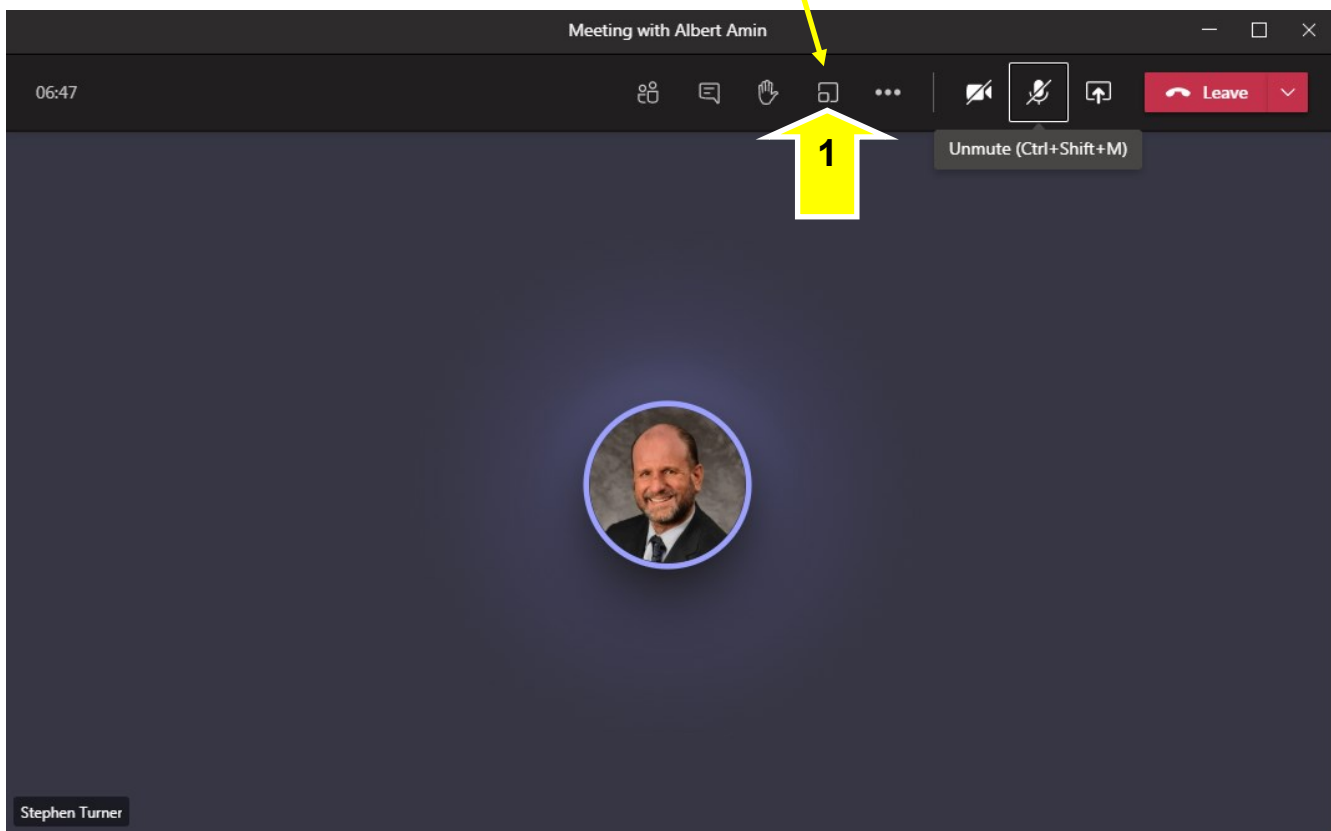 Meeting with Albert Amin
06:47
Leave
1
Unmute (Ctrl+Shift+M)
Stephen Turner